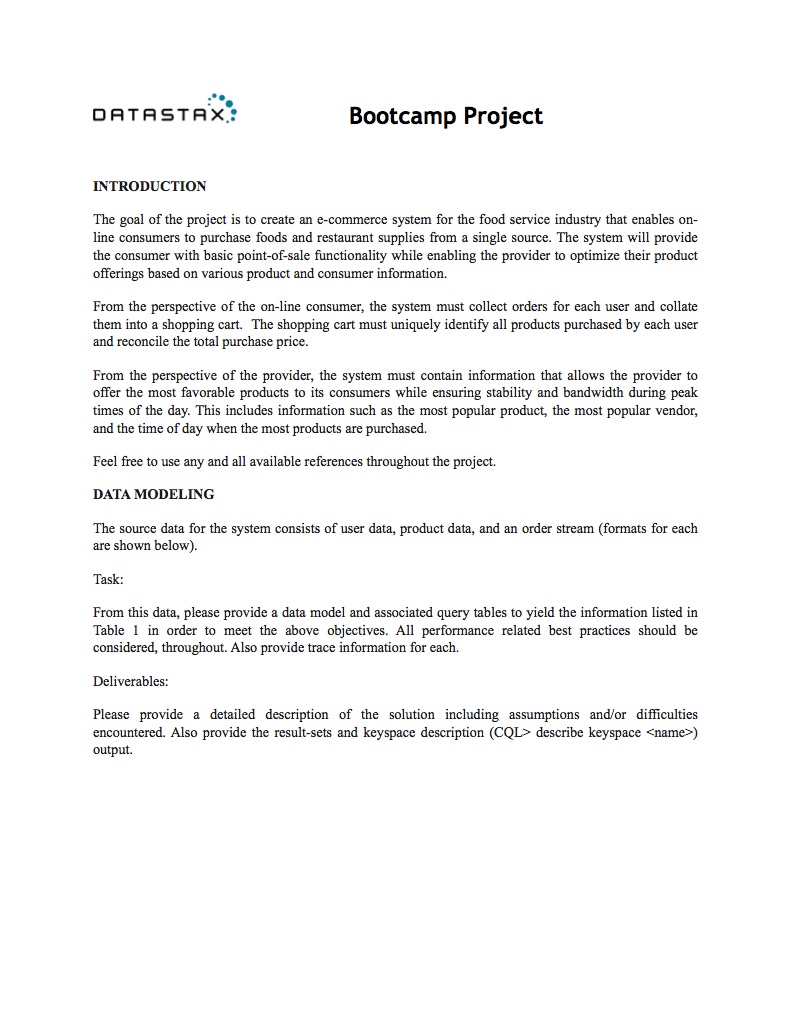 DATASTAX
Bootcamp Project
INTRODUCTION
The goal of the project is to create an e-commerce system for the food service industry that enables on-
line consumers to purchase foods and restaurant supplies from a single source. The system will provide
the consumer with basic point-of-sale functionality while enabling the provider to optimize their product
offerings based on various product and consumer information.
From the perspective of the on-line consumer, the system must collect orders for each user and collate
them into a shopping cart.  The shopping cart must uniquely identify all products purchased by each user
and reconcile the total purchase price.
From the perspective of the provider, the system must contain information that allows the provider to
offer the most favorable products to its consumers while ensuring stability and bandwidth during peak
times of the day. This includes information such as the most popular product, the most popular vendor,
and the time of day when the most products are purchased.
Feel free to use any and all available references throughout the project.
DATA MODELING
The source data for the system consists of user data, product data, and an order stream (formats for each
are shown below).
Task:
From this data, please provide a data model and associated query tables to yield the information listed in
Table 1 in order to meet the above objectives. All performance related best practices should be
considered, throughout. Also provide trace information for each.
Deliverables:
Please provide a detailed description of the solution including assumptions and/or difficulties
encountered. Also provide the result-sets and keyspace description (CQL> describe keyspace <name>)
output.